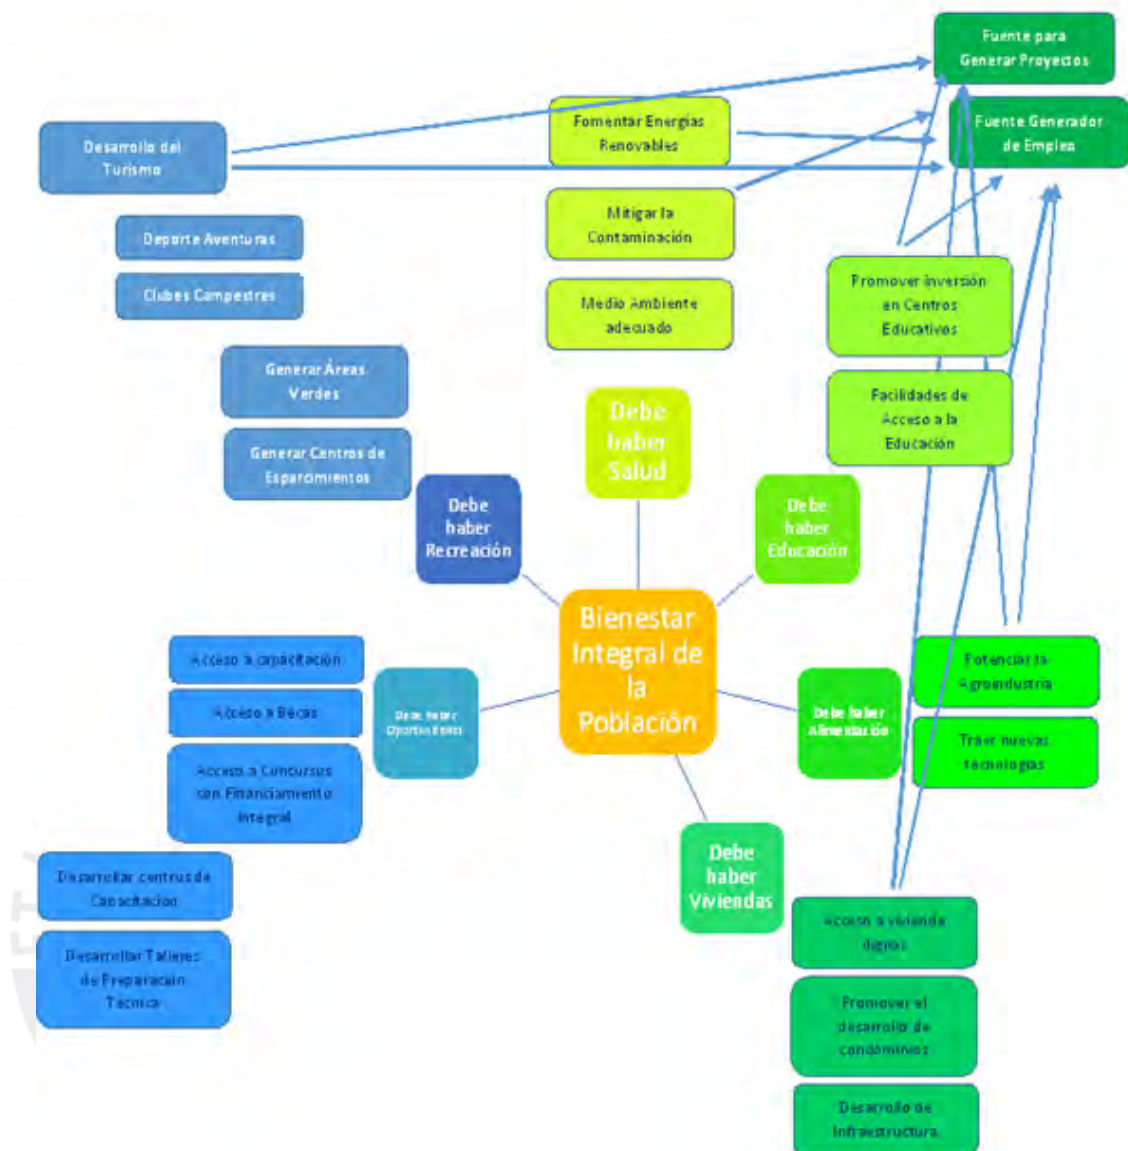 Fuente para
Generar Proyectos
Fuente Generador
de Emplea
Fomentar Energías
Renovables
Desarrollo del
Turismo
Mitigar la
Contaminación
Deporte Aventuras
Clubes Campestres
Medio Ambiente
adecuado
Promover inversión
en Centros
Educativos
Generar Áreas
Verdes
Facilidades de
Acceso a la
Educación
Generar Centros de
Esparcimientos
Debe
haber
Salud
Debe
haber
Recreación
Debe
haber
Educación
Bienestar
Integral de
la
Población
Acceso a capacitación
Acceso a Becas
Acceso a Concursos
con Financiamiento
Integral
Debe haber
Debe haber
Alimentación
Potenciar la
Agroindustria
Traer nuevas
tecnologías
Debe
haber
Viviendas
Desarrollar centros de
Capacitación
Desarrollar Talleres
de Preparación
Técnica
Acceso a vivienda
dignas
Promover el
desarrollo de
condominios
Desarrollo de
Infraestructura